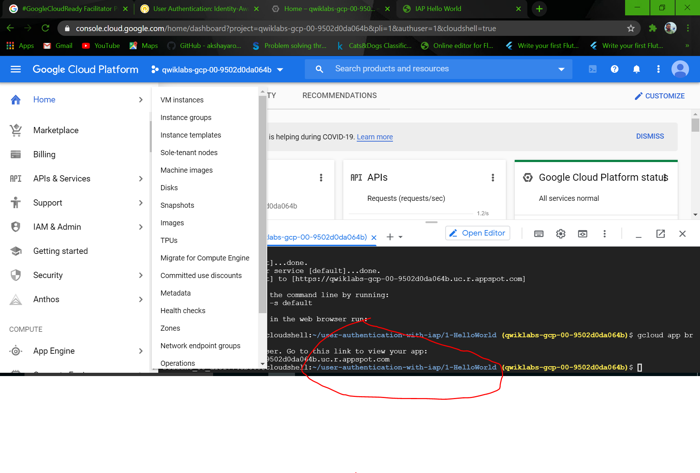 #GoogleCloudReady Facilitator
User Authentication: Identity-Aw
Home – qwiklabs-gcp-00-9502d0d
IAP Hello World
console.cloud.google.com/home/dashboard?project=qwiklabs-gcp-00-9502d0da064b&pli=1&authuser=1&cloudshell=true
Apps
Gmail
YouTube
Maps
GitHub - akshayaro...
Problem solving thr...
Cats&Dogs Classific...
Online editor for Fl...
Write your first Flut...
Write your first Flut...
Google Cloud Platform
qwiklabs-gcp-00-9502d0da064b
Search products and resources
Home
Marketplace
Billing
APIs & Services
Support
IAM & Admin
Getting started
Security
Anthos
COMPUTE
App Engine
VM instances
Instance groups
Instance templates
Sole-tenant nodes
Machine images
Disks
Snapshots
Images
TPUs
Migrate for Compute Engine
Committed use discounts
Metadata
Health checks
Zones
Network endpoint groups
Operations
TY
RECOMMENDATIONS
CUSTOMIZE
is helping during COVID-19. Learn more
DISMISS
API APIs
Requests (requests/sec)
1.2/s
Google Cloud Platform status
All services normal
0da064b
labs-gcp-00-9502d0da064b)
Open Editor
]...done.
r service [default]...done.
t] to [https://qwiklabs-gcp-00-9502d0da064b.uc.r.appspot.com]
the command line by running:
-s default
in the web browser run:
cloudshell:~/user-authentication-with-iap/1-HelloWorld (qwiklabs-gcp-00-9502d0da064b)$ gcloud app br
ser. Go to this link to view your app:
9502d0da064b.uc.r.appspot.com
cloudshell:~/user-authentication-with-iap/1-HelloWorld (qwiklabs-gcp-00-9502d0da064b)$